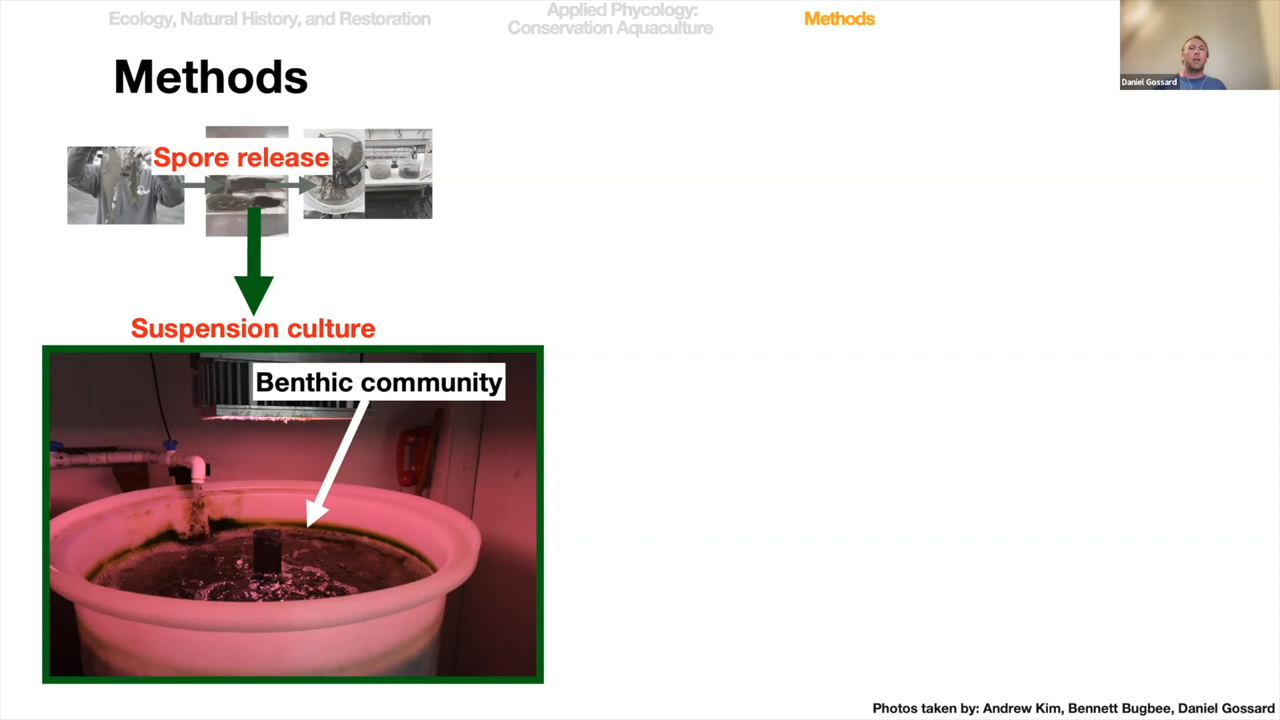 Ecology, Natural History, and Restoration
Applied Phycology:
Conservation Aquaculture
Methods
Daniel Gossard
Methods
Spore release
Suspension culture
Benthic community
Photos taken by: Andrew Kim, Bennett Bugbee, Daniel Gossard